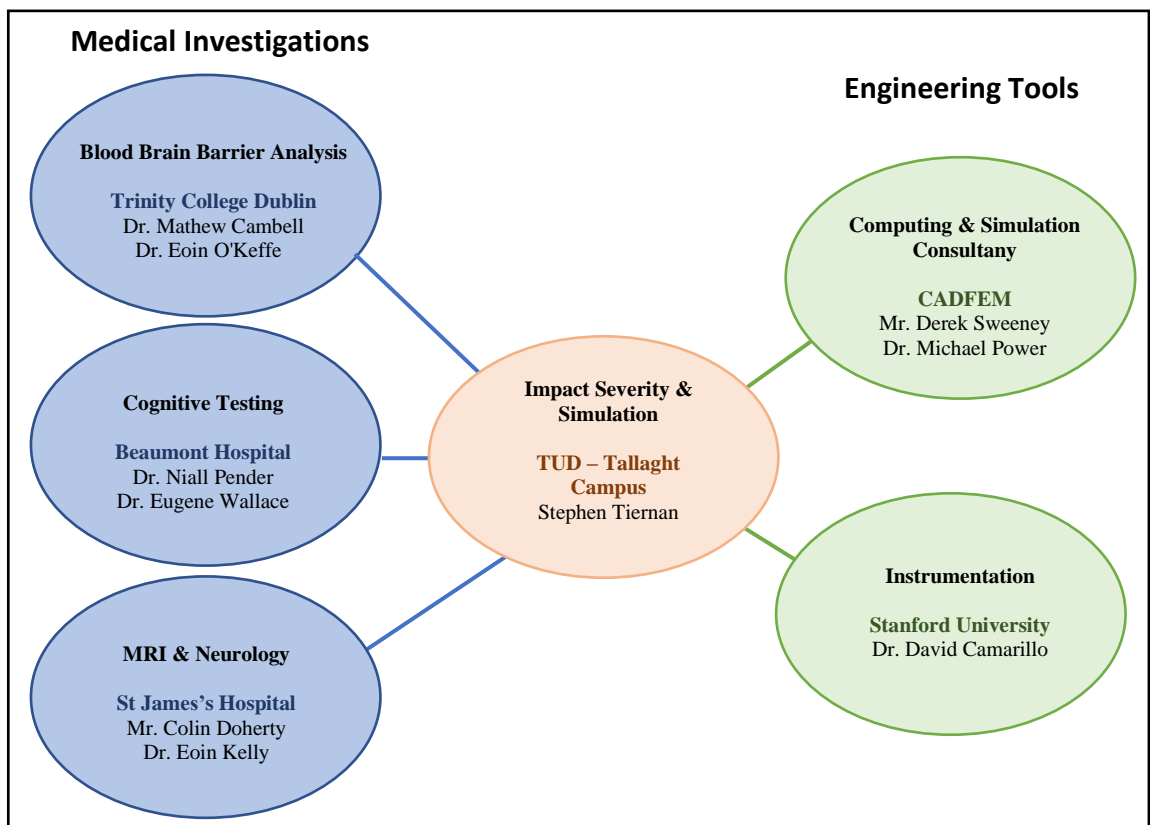 Medical Investigations
Blood Brain Barrier Analysis
Trinity College Dublin
Dr. Mathew Cambell
Dr. Eoin O'Keffe
Cognitive Testing
Beaumont Hospital
Dr. Niall Pender
Dr. Eugene Wallace
MRI & Neurology
St James’s Hospital
Mr. Colin Doherty
Dr. Eoin Kelly
Impact Severity &
Simulation
TUD – Tallaght
Campus
Stephen Tiernan
Engineering Tools
Computing & Simulation
Consultany
CADFEM
Mr. Derek Sweeney
Dr. Michael Power
Instrumentation
Stanford University
Dr. David Camarillo